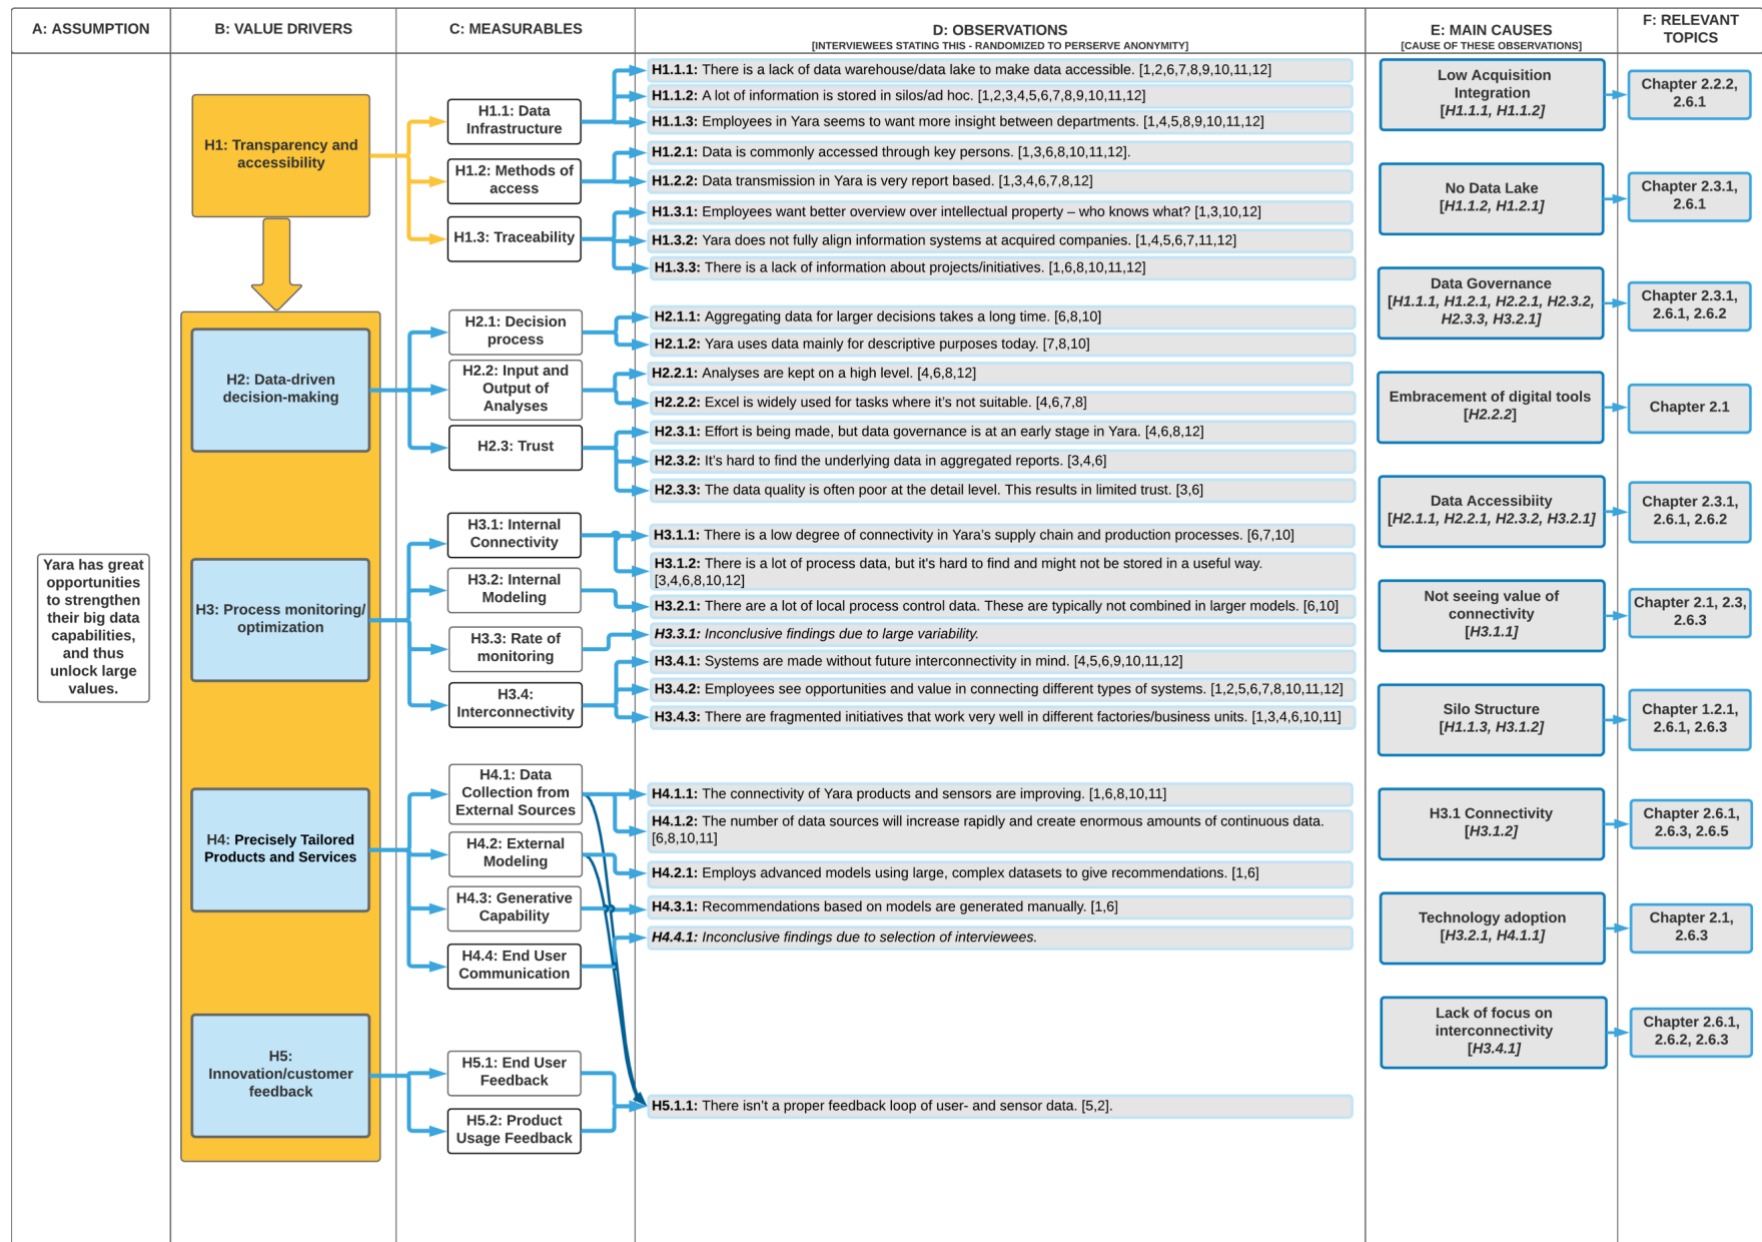 A: ASSUMPTION
B: VALUE DRIVERS
C: MEASURABLES
D: OBSERVATIONS
[INTERVIEWEES STATING THIS - RANDOMIZED TO PERSERVE ANONYMITY]
E: MAIN CAUSES
[CAUSE OF THESE OBSERVATIONS]
F: RELEVANT
TOPICS
Yara has great
opportunities
to strengthen
their big data
capabilities,
and thus
unlock large
values.
H1: Transparency and
accessibility
H2: Data-driven
decision-making
H3: Process monitoring/
optimization
H4: Precisely Tailored
Products and Services
H5:
Innovation/customer
feedback
H1.1: Data
Infrastructure
H1.2: Methods of
access
H1.3: Traceability
H2.1: Decision
process
H2.2: Input and
Output of
Analyses
H2.3: Trust
H3.1: Internal
Connectivity
H3.2: Internal
Modeling
H3.3: Rate of
monitoring
H3.4:
Interconnectivity
H4.1: Data
Collection from
External Sources
H4.2: External
Modeling
H4.3: Generative
Capability
H4.4: End User
Communication
H5.1: End User
Feedback
H5.2: Product
Usage Feedback
H1.1.1: There is a lack of data warehouse/data lake to make data accessible. [1,2,6,7,8,9,10,11,12]
H1.1.2: A lot of information is stored in silos/ad hoc. [1,2,3,4,5,6,7,8,9,10,11,12]
H1.1.3: Employees in Yara seems to want more insight between departments. [1,4,5,8,9,10,11,12]
H1.2.1: Data is commonly accessed through key persons. [1,3,6,8,10,11,12].
H1.2.2: Data transmission in Yara is very report based. [1,3,4,6,7,8,12]
H1.3.1: Employees want better overview over intellectual property – who knows what? [1,3,10,12]
H1.3.2: Yara does not fully align information systems at acquired companies. [1,4,5,6,7,11,12]
H1.3.3: There is a lack of information about projects/initiatives. [1,6,8,10,11,12]
H2.1.1: Aggregating data for larger decisions takes a long time. [6,8,10]
H2.1.2: Yara uses data mainly for descriptive purposes today. [7,8,10]
H2.2.1: Analyses are kept on a high level. [4,6,8,12]
H2.2.2: Excel is widely used for tasks where it's not suitable. [4,6,7,8]
H2.3.1: Effort is being made, but data governance is at an early stage in Yara. [4,6,8,12]
H2.3.2: It's hard to find the underlying data in aggregated reports. [3,4,6]
H2.3.3: The data quality is often poor at the detail level. This results in limited trust. [3,6]
H3.1.1: There is a low degree of connectivity in Yara's supply chain and production processes. [6,7,10]
H3.1.2: There is a lot of process data, but it's hard to find and might not be stored in a useful way.
[3,4,6,8,10,12]
H3.2.1: There are a lot of local process control data. These are typically not combined in larger models. [6,10]
H3.3.1: Inconclusive findings due to large variability.
H3.4.1: Systems are made without future interconnectivity in mind. [4,5,6,9,10,11,12]
H3.4.2: Employees see opportunities and value in connecting different types of systems. [1,2,5,6,7,8,10,11,12]
H3.4.3: There are fragmented initiatives that work very well in different factories/business units. [1,3,4,6,10,11]
H4.1.1: The connectivity of Yara products and sensors are improving. [1,6,8,10,11]
H4.1.2: The number of data sources will increase rapidly and create enormous amounts of continuous data.
[6,8,10,11]
H4.2.1: Employs advanced models using large, complex datasets to give recommendations. [1,6]
H4.3.1: Recommendations based on models are generated manually. [1,6]
H4.4.1: Inconclusive findings due to selection of interviewees.
H5.1.1: There isn't a proper feedback loop of user- and sensor data. [5,2].
Low Acquisition
Integration
[H1.1.1, H1.1.2]
No Data Lake
[H1.1.2, H1.2.1]
Data Governance
[H1.1.1, H1.2.1, H2.2.1, H2.3.2,
H2.3.3, H3.2.1]
Embracement of digital tools
[H2.2.2]
Data Accessibiity
[H2.1.1, H2.2.1, H2.3.2, H3.2.1]
Not seeing value of
connectivity
[H3.1.1]
Silo Structure
[H1.1.3, H3.1.2]
H3.1 Connectivity
[H3.1.2]
Technology adoption
[H3.2.1, H4.1.1]
Lack of focus on
interconnectivity
[H3.4.1]
Chapter 2.2.2,
2.6.1
Chapter 2.3.1,
2.6.1
Chapter 2.3.1,
2.6.1, 2.6.2
Chapter 2.1
Chapter 2.3.1,
2.6.1, 2.6.2
Chapter 2.1, 2.3,
2.6.3
Chapter 1.2.1,
2.6.1, 2.6.3
Chapter 2.6.1,
2.6.3, 2.6.5
Chapter 2.1,
2.6.3
Chapter 2.6.1,
2.6.2, 2.6.3